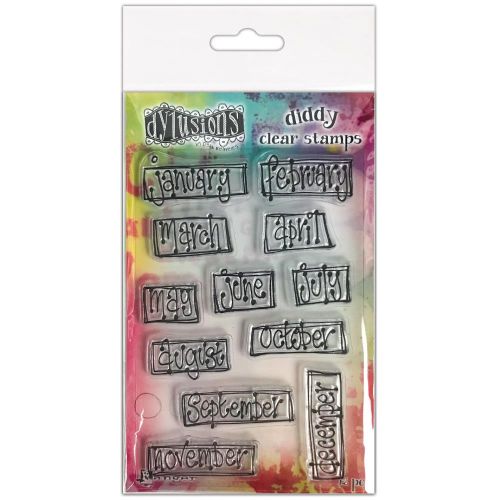 dylusions
diddy
clear stamps
january
february
march
april
may
june
july
august
october
september
december
november